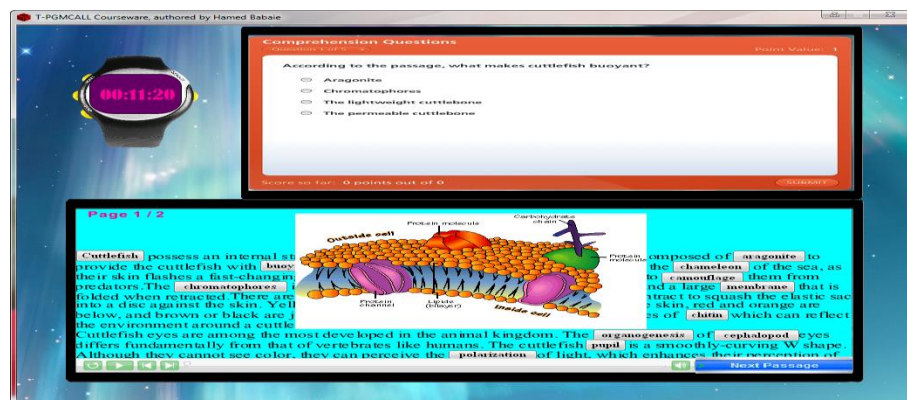 T-PGMCALL Courseware, authored by Hamed Babaie
00:11:20
Comprehension Questions
Question 1 of 5
Point Value: 1
According to the passage, what makes cuttlefish buoyant?
Aragonite
Chromatophores
The lightweight cuttlebone
The permeable cuttlebone
Score so far: 0 points out of 0
SUBMIT
Page 1 / 2
Protein molecule
Carbohydrate chain
Outside cell
Protein molecule
Protein channel
Lipids (bilayer)
Inside cell
Cuttlefish possess an internal st omposed of aragonite to
provide the cuttlefish with buoy the chameleon of the sea, as
their skin flashes a fast-changin to camouflage them from
predators.The chromatophores nd a large membrane that is
folded when retracted.There are ntract to squash the elastic sac
into a disc against the skin. Yell e skin, red and orange are
below, and brown or black are j es of chitin which can reflect
the environment around a cuttle
Cuttlefish eyes are among the most developed in the animal kingdom. The organogenesis of cephalopod eyes
differs fundamentally from that of vertebrates like humans. The cuttlefish pupil is a smoothly-curving W shape.
Although they cannot see color, they can perceive the polarization of light, which enhances their perception of
Next Passage